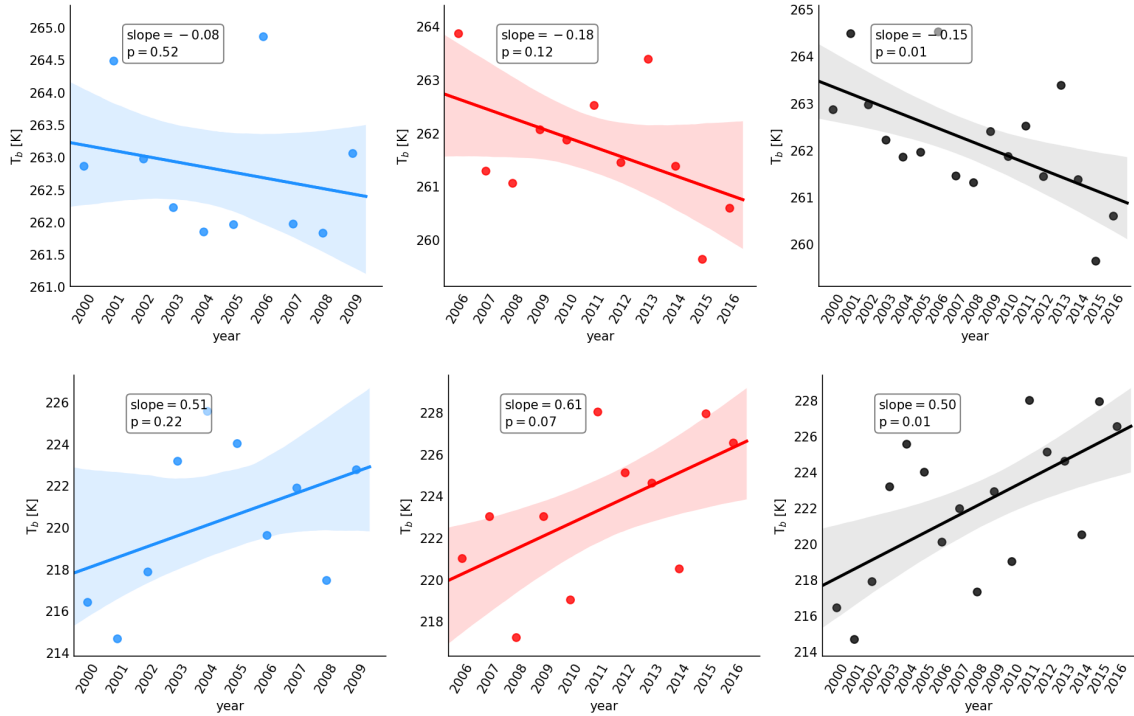 slope = −0.08
p = 0.52
T_b [K]
265.0
264.5
264.0
263.5
263.0
262.5
262.0
261.5
261.0
2000 2001 2002 2003 2004 2005 2006 2007 2008 2009
year
slope = −0.18
p = 0.12
T_b [K]
264
263
262
261
260
2006 2007 2008 2009 2010 2011 2012 2013 2014 2015 2016
year
slope = −0.15
p = 0.01
T_b [K]
265
264
263
262
261
260
2000 2001 2002 2003 2004 2005 2006 2007 2008 2009 2010 2011 2012 2013 2014 2015 2016
year
slope = 0.51
p = 0.22
T_b [K]
226
224
222
220
218
216
214
2000 2001 2002 2003 2004 2005 2006 2007 2008 2009
year
slope = 0.61
p = 0.07
T_b [K]
228
226
224
222
220
218
2006 2007 2008 2009 2010 2011 2012 2013 2014 2015 2016
year
slope = 0.50
p = 0.01
T_b [K]
228
226
224
222
220
218
216
214
2000 2001 2002 2003 2004 2005 2006 2007 2008 2009 2010 2011 2012 2013 2014 2015 2016
year